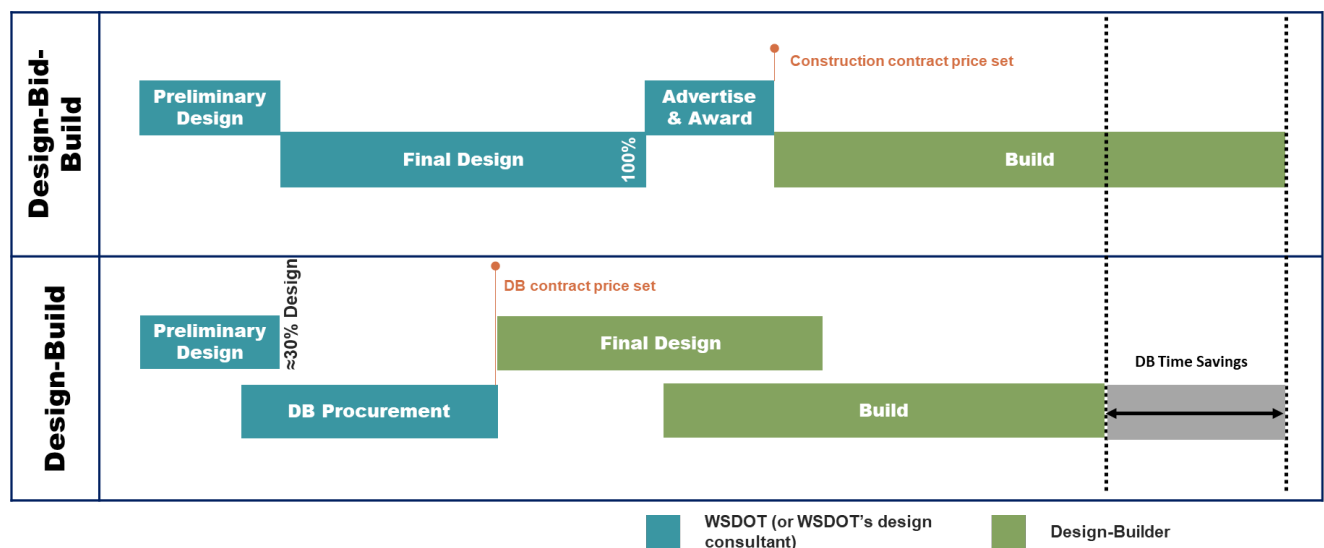 Design-Bid-
Build
Preliminary
Design
Final Design
100%
Advertise
& Award
Construction contract price set
Build
Design-Build
Preliminary
Design
≈30% Design
DB Procurement
DB contract price set
Final Design
Build
DB Time Savings
WSDOT (or WSDOT's design
consultant)
Design-Builder